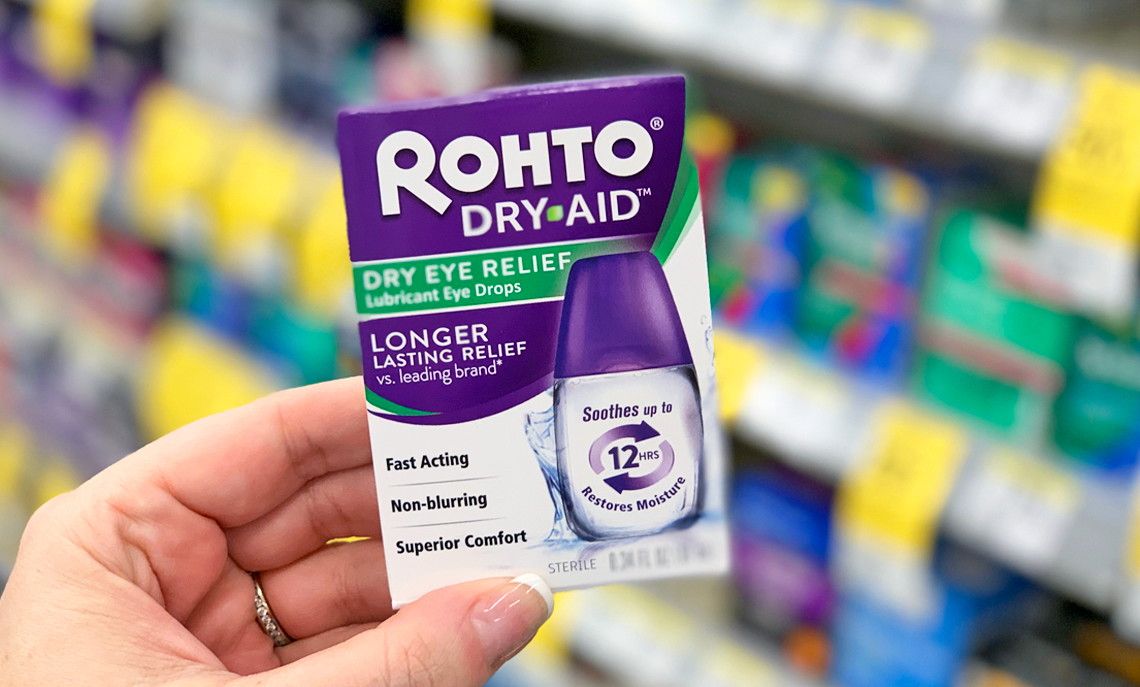 ROHTO®
DRY·AID™
DRY EYE RELIEF
Lubricant Eye Drops
LONGER
LASTING RELIEF
vs. leading brand*
Soothes up to
12 HRS
Restores Moisture
Fast Acting
Non-blurring
Superior Comfort
STERILE